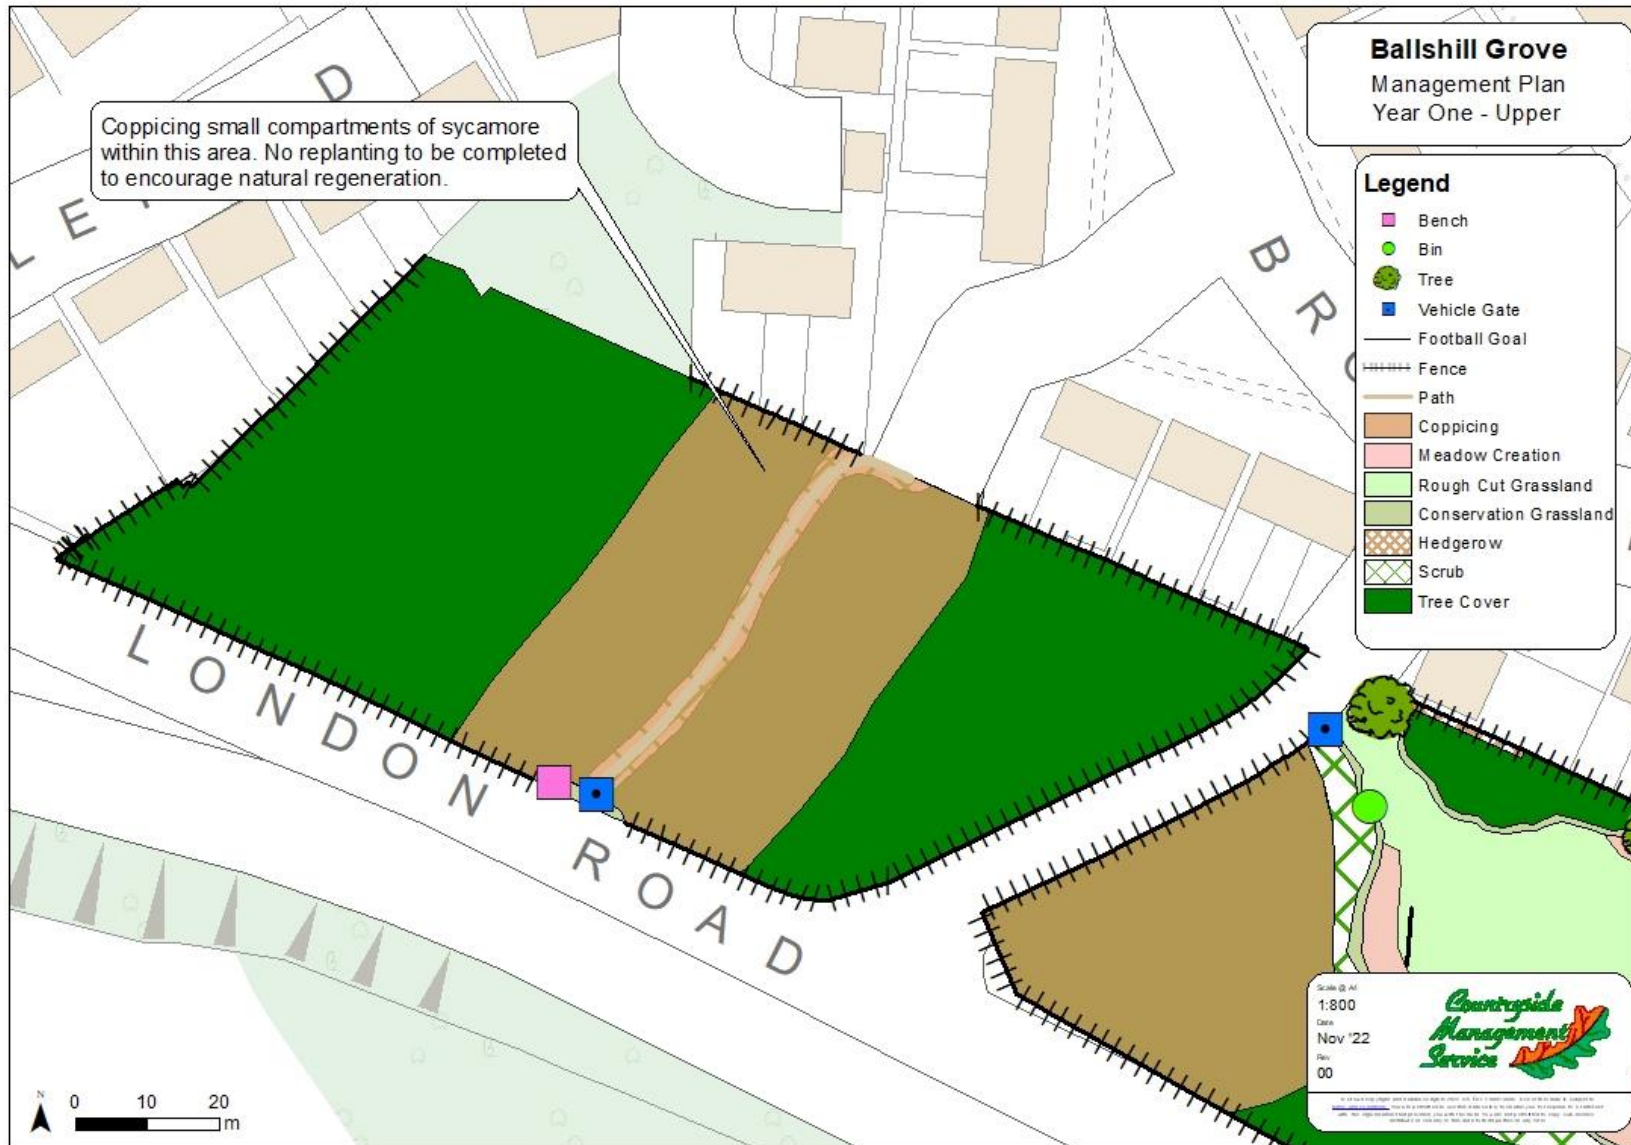 Ballshill Grove
Management Plan
Year One - Upper
Coppicing small compartments of sycamore
within this area. No replanting to be completed
to encourage natural regeneration.
Legend
Bench
Bin
Tree
Vehicle Gate
Football Goal
Fence
Path
Coppicing
Meadow Creation
Rough Cut Grassland
Conservation Grassland
Hedgerow
Scrub
Tree Cover
D
L E
B R
LONDON ROAD
Scale @ A4
1:800
Date
Nov '22
Rev
00
Countryside
Management
Service
N
0 10 20
m